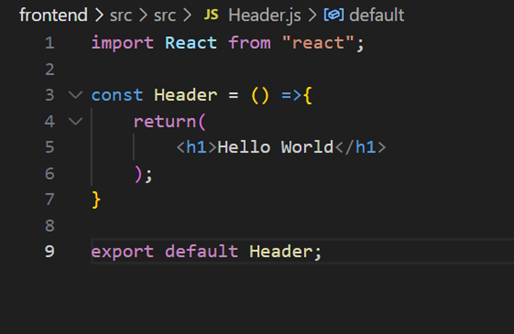 frontend > src > src > JS Header.js > default
1 import React from "react";
2
3 const Header = () =>{
4     return(
5         <h1>Hello World</h1>
6     );
7 }
8
9 export default Header;